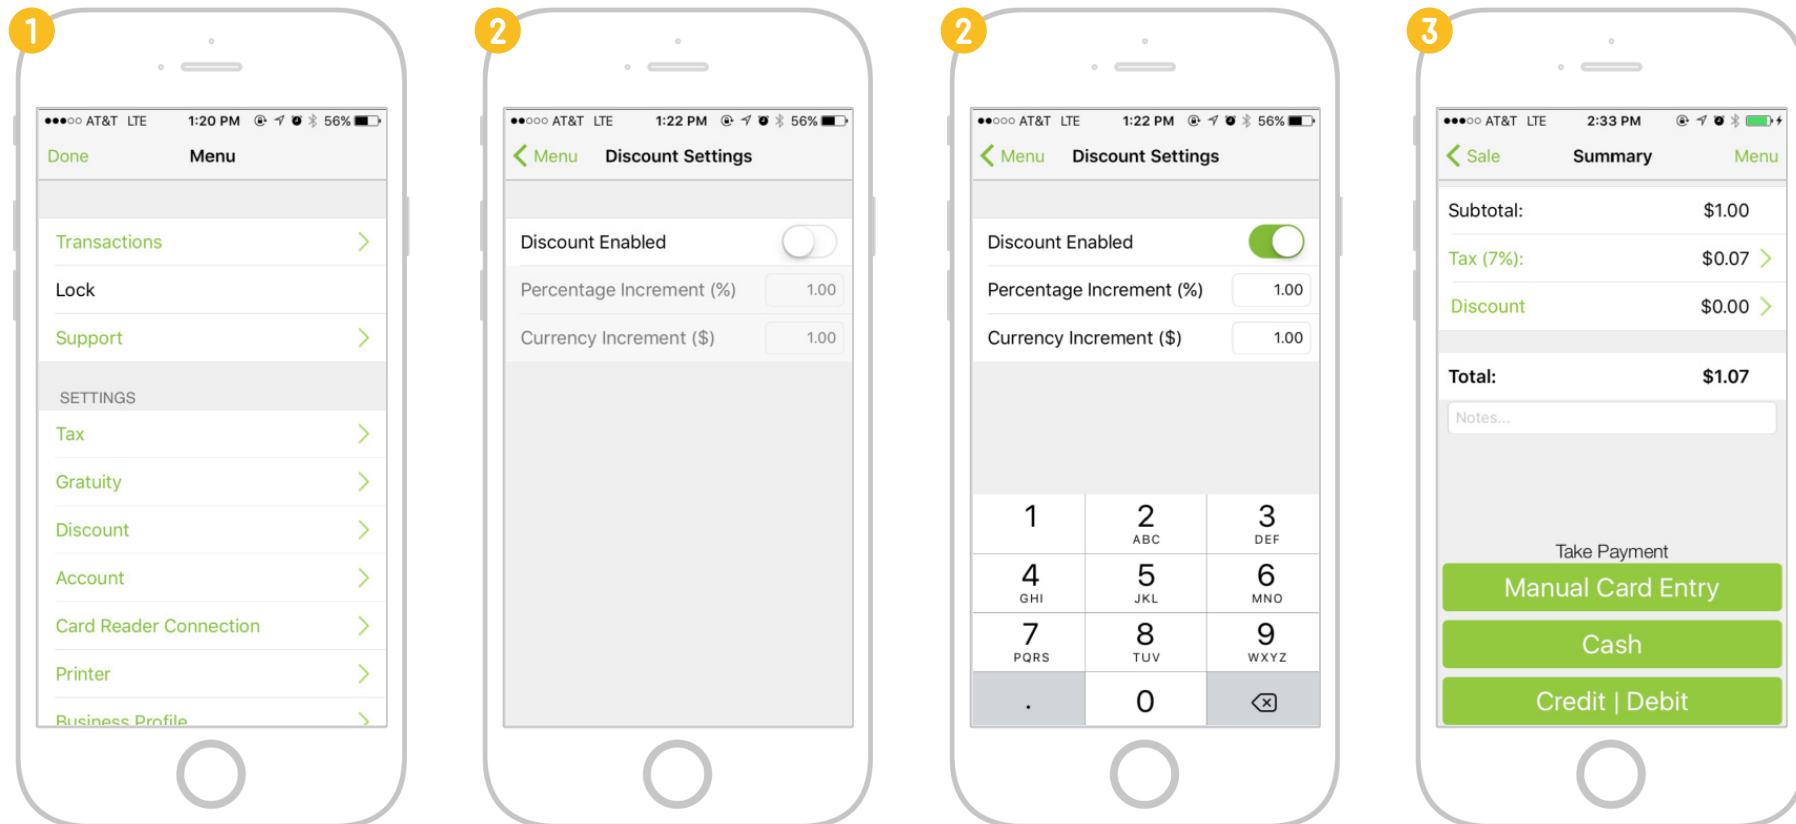 1
AT&T LTE 1:20 PM 56%
Done Menu
Transactions
Lock
Support
SETTINGS
Tax
Gratuity
Discount
Account
Card Reader Connection
Printer
Business Profile
2
AT&T LTE 1:22 PM 56%
Menu Discount Settings
Discount Enabled
Percentage Increment (%) 1.00
Currency Increment ($) 1.00
2
AT&T LTE 1:22 PM 56%
Menu Discount Settings
Discount Enabled
Percentage Increment (%) 1.00
Currency Increment ($) 1.00
1 2 3
ABC DEF
4 5 6
GHI JKL MNO
7 8 9
PQRS TUV WXYZ
. 0
3
AT&T LTE 2:33 PM
Sale Summary Menu
Subtotal: $1.00
Tax (7%): $0.07
Discount $0.00
Total: $1.07
Notes...
Take Payment
Manual Card Entry
Cash
Credit | Debit